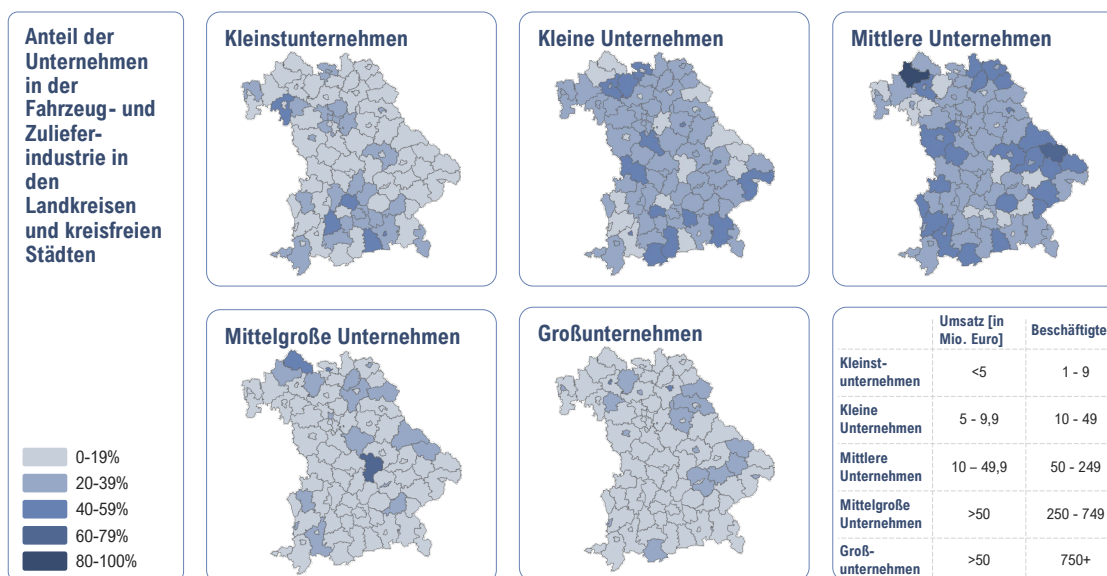 Anteil der
Unternehmen
in der
Fahrzeug- und
Zuliefer-
industrie in
den
Landkreisen
und kreisfreien
Städten
0-19%
20-39%
40-59%
60-79%
80-100%
Kleinstunternehmen
Kleine Unternehmen
Mittlere Unternehmen
Mittelgroße Unternehmen
Großunternehmen
Umsatz [in
Mio. Euro]
Beschäftigte
Kleinst-
unternehmen
<5
1 - 9
Kleine
Unternehmen
5 - 9,9
10 - 49
Mittlere
Unternehmen
10 – 49,9
50 - 249
Mittelgroße
Unternehmen
>50
250 - 749
Groß-
unternehmen
>50
750+